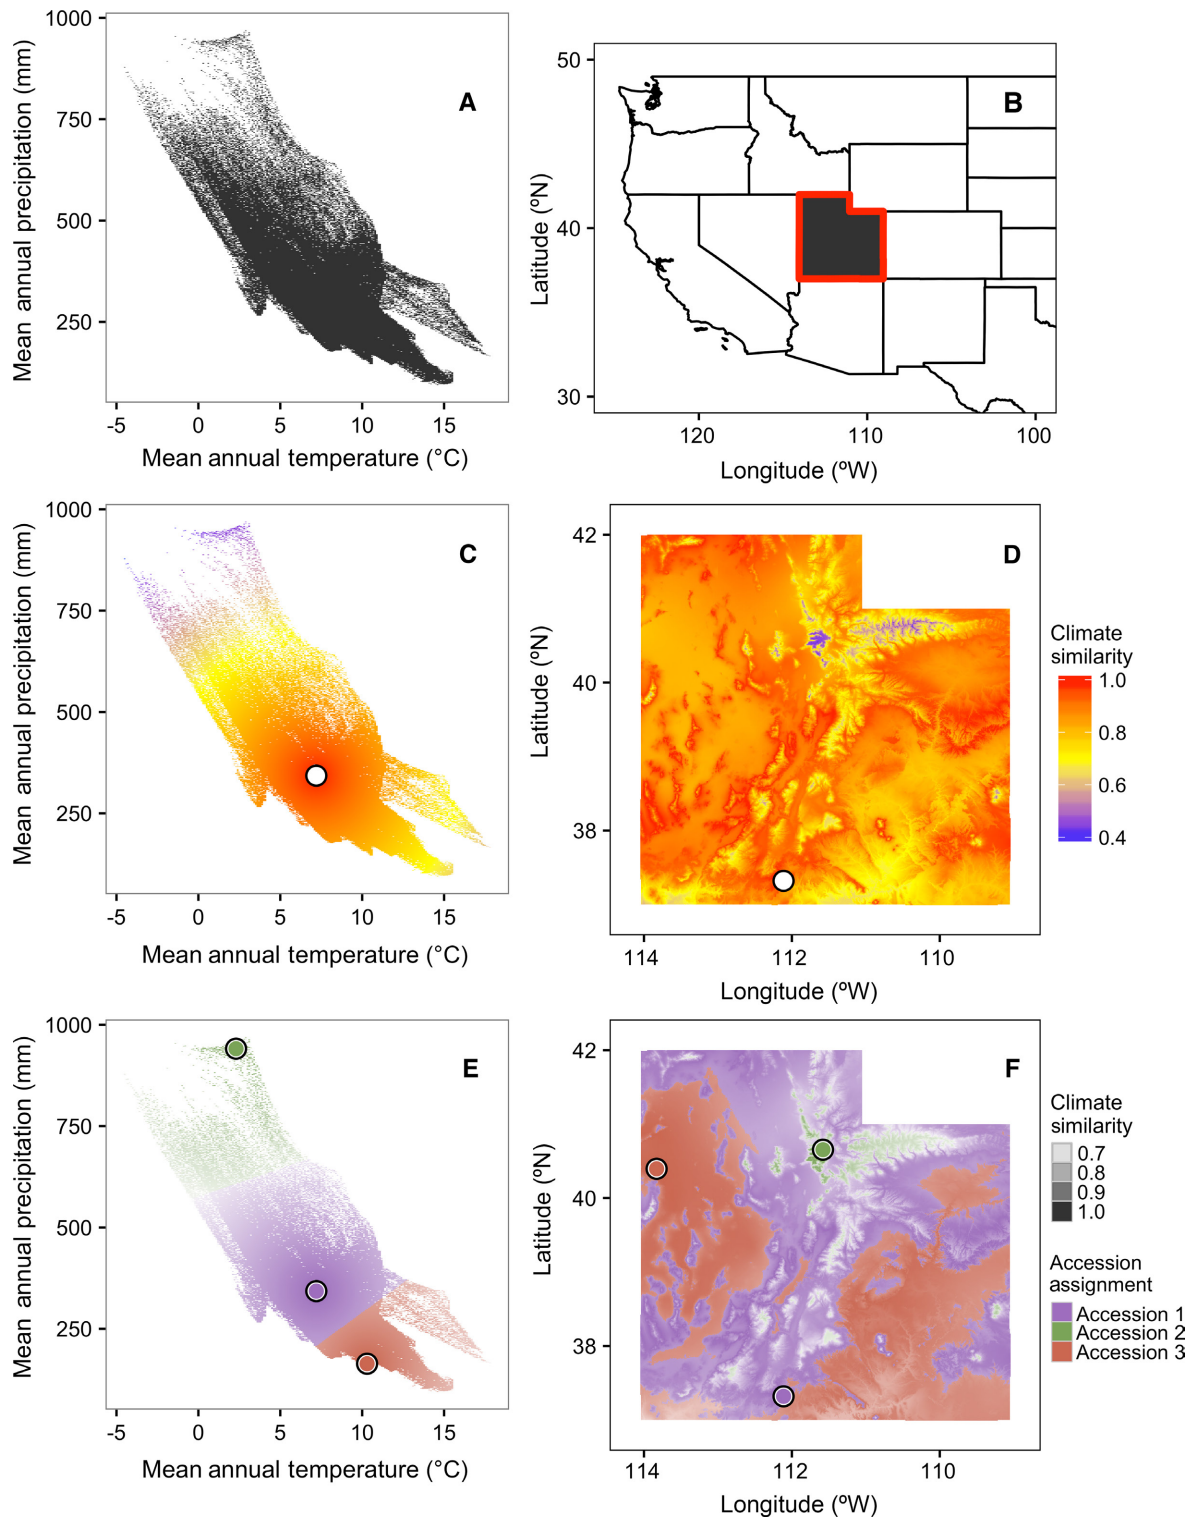 A
Mean annual precipitation (mm)
1000
750
500
250
-5 0 5 10 15
Mean annual temperature (°C)
B
Latitude (ºN)
50
40
30
120 110 100
Longitude (ºW)
C
Mean annual precipitation (mm)
1000
750
500
250
-5 0 5 10 15
Mean annual temperature (°C)
D
Latitude (ºN)
42
40
38
114 112 110
Longitude (ºW)
Climate
similarity
1.0
0.8
0.6
0.4
E
Mean annual precipitation (mm)
1000
750
500
250
-5 0 5 10 15
Mean annual temperature (°C)
F
Latitude (ºN)
42
40
38
114 112 110
Longitude (ºW)
Climate
similarity
0.7
0.8
0.9
1.0
Accession
assignment
Accession 1
Accession 2
Accession 3